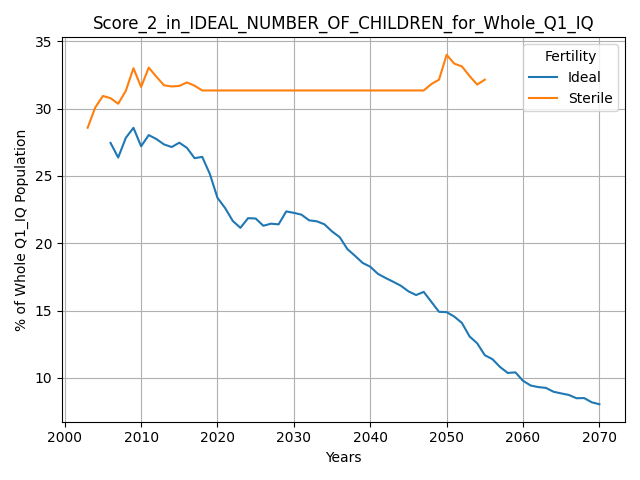 Score_2_in_IDEAL_NUMBER_OF_CHILDREN_for_Whole_Q1_IQ
Fertility
Ideal
Sterile
% of Whole Q1_IQ Population
35
30
25
20
15
10
2000 2010 2020 2030 2040 2050 2060 2070
Years